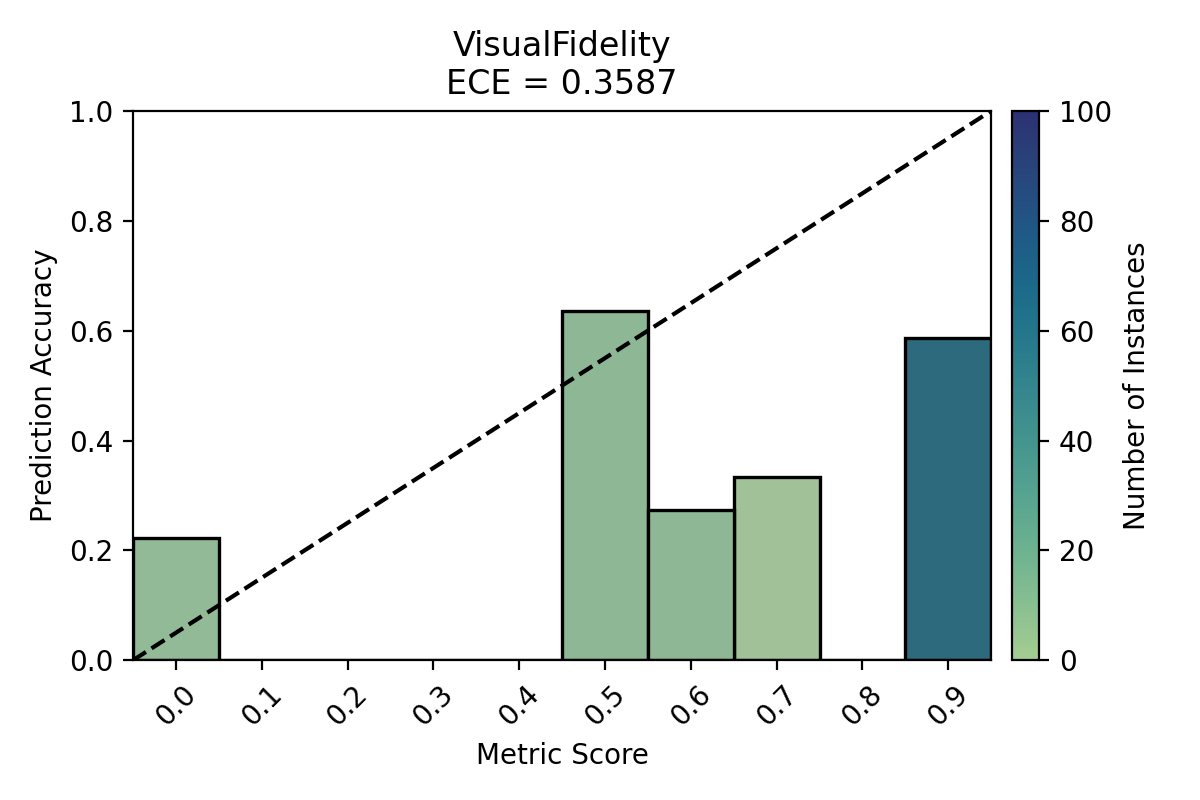 VisualFidelity
ECE = 0.3587
Prediction Accuracy
1.0
0.8
0.6
0.4
0.2
0.0
0.0 0.1 0.2 0.3 0.4 0.5 0.6 0.7 0.8 0.9
Metric Score
100
80
60
40
20
0
Number of Instances